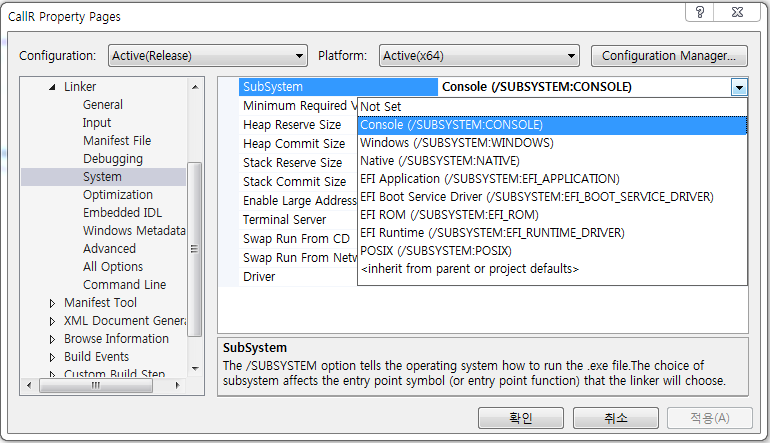 CallR Property Pages
Configuration: Active(Release) Platform: Active(x64) Configuration Manager...
Linker
General
Input
Manifest File
Debugging
System
Optimization
Embedded IDL
Windows Metadata
Advanced
All Options
Command Line
Manifest Tool
XML Document Genera
Browse Information
Build Events
Custom Build Step
SubSystem Console (/SUBSYSTEM:CONSOLE)
Minimum Required V
Heap Reserve Size
Heap Commit Size
Stack Reserve Size
Stack Commit Size
Enable Large Address
Terminal Server
Swap Run From CD
Swap Run From Netw
Driver
Not Set
Console (/SUBSYSTEM:CONSOLE)
Windows (/SUBSYSTEM:WINDOWS)
Native (/SUBSYSTEM:NATIVE)
EFI Application (/SUBSYSTEM:EFI_APPLICATION)
EFI Boot Service Driver (/SUBSYSTEM:EFI_BOOT_SERVICE_DRIVER)
EFI ROM (/SUBSYSTEM:EFI_ROM)
EFI Runtime (/SUBSYSTEM:EFI_RUNTIME_DRIVER)
POSIX (/SUBSYSTEM:POSIX)
<inherit from parent or project defaults>
SubSystem
The /SUBSYSTEM option tells the operating system how to run the .exe file.The choice of
subsystem affects the entry point symbol (or entry point function) that the linker will choose.
확인 취소 적용(A)